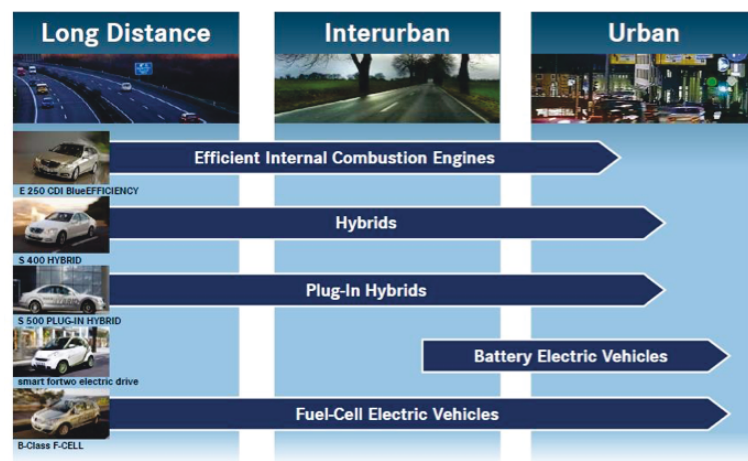 Long Distance
Interurban
Urban
Efficient Internal Combustion Engines
E 250 CDI BlueEFFICIENCY
Hybrids
S 400 HYBRID
Plug-In Hybrids
S 500 PLUG-IN HYBRID
Battery Electric Vehicles
smart fortwo electric drive
Fuel-Cell Electric Vehicles
B-Class F-CELL